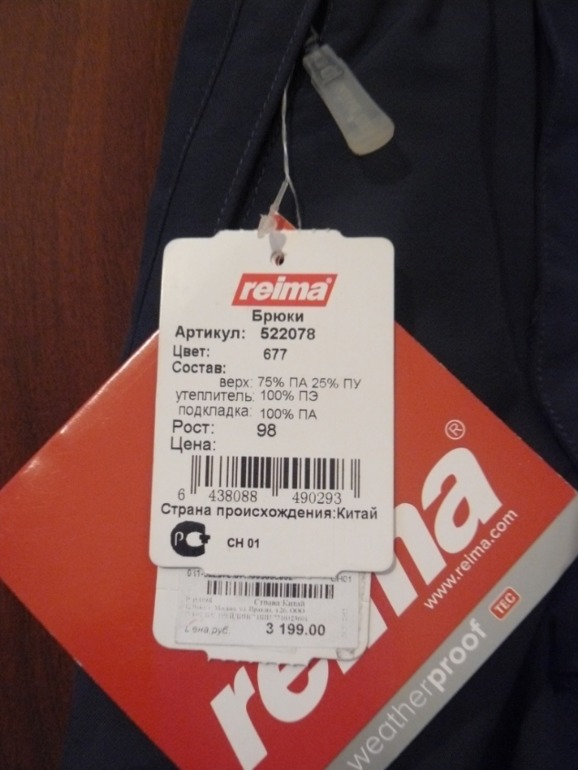 reima®
Брюки
Артикул: 522078
Цвет: 677
Состав:
верх: 75% ПА 25% ПУ
утеплитель: 100% ПЭ
подкладка: 100% ПА
Рост: 98
Цена:
6 438088 490293
Страна происхождения:Китай
РСТ CH 01
CH01
Страна Китай
Цена руб. 3 199.00
reima®
www.reima.com
weatherproof TEC